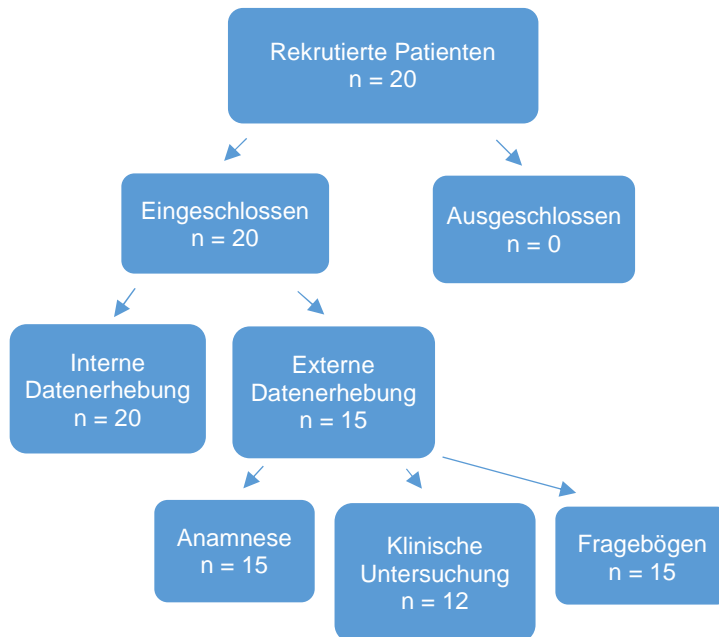 Rekrutierte Patienten
n = 20
Eingeschlossen
n = 20
Ausgeschlossen
n = 0
Interne
Datenerhebung
n = 20
Externe
Datenerhebung
n = 15
Anamnese
n = 15
Klinische
Untersuchung
n = 12
Fragebögen
n = 15